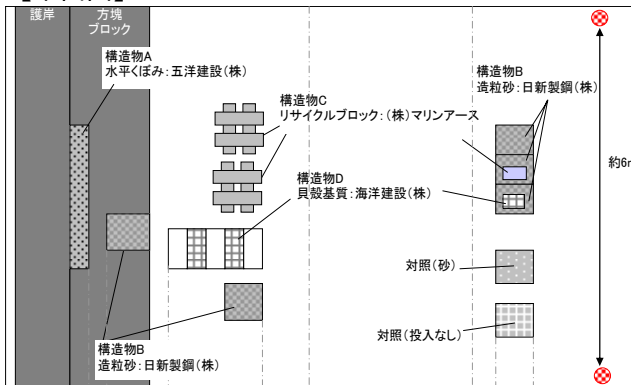 護岸
方塊
ブロック
構造物A
水平くぼみ：五洋建設(株)
構造物C
リサイクルブロック：(株)マリンアース
構造物B
造粒砂：日新製鋼(株)
構造物D
貝殻基質：海洋建設(株)
約6m
対照(砂)
対照(投入なし)
構造物B
造粒砂：日新製鋼(株)